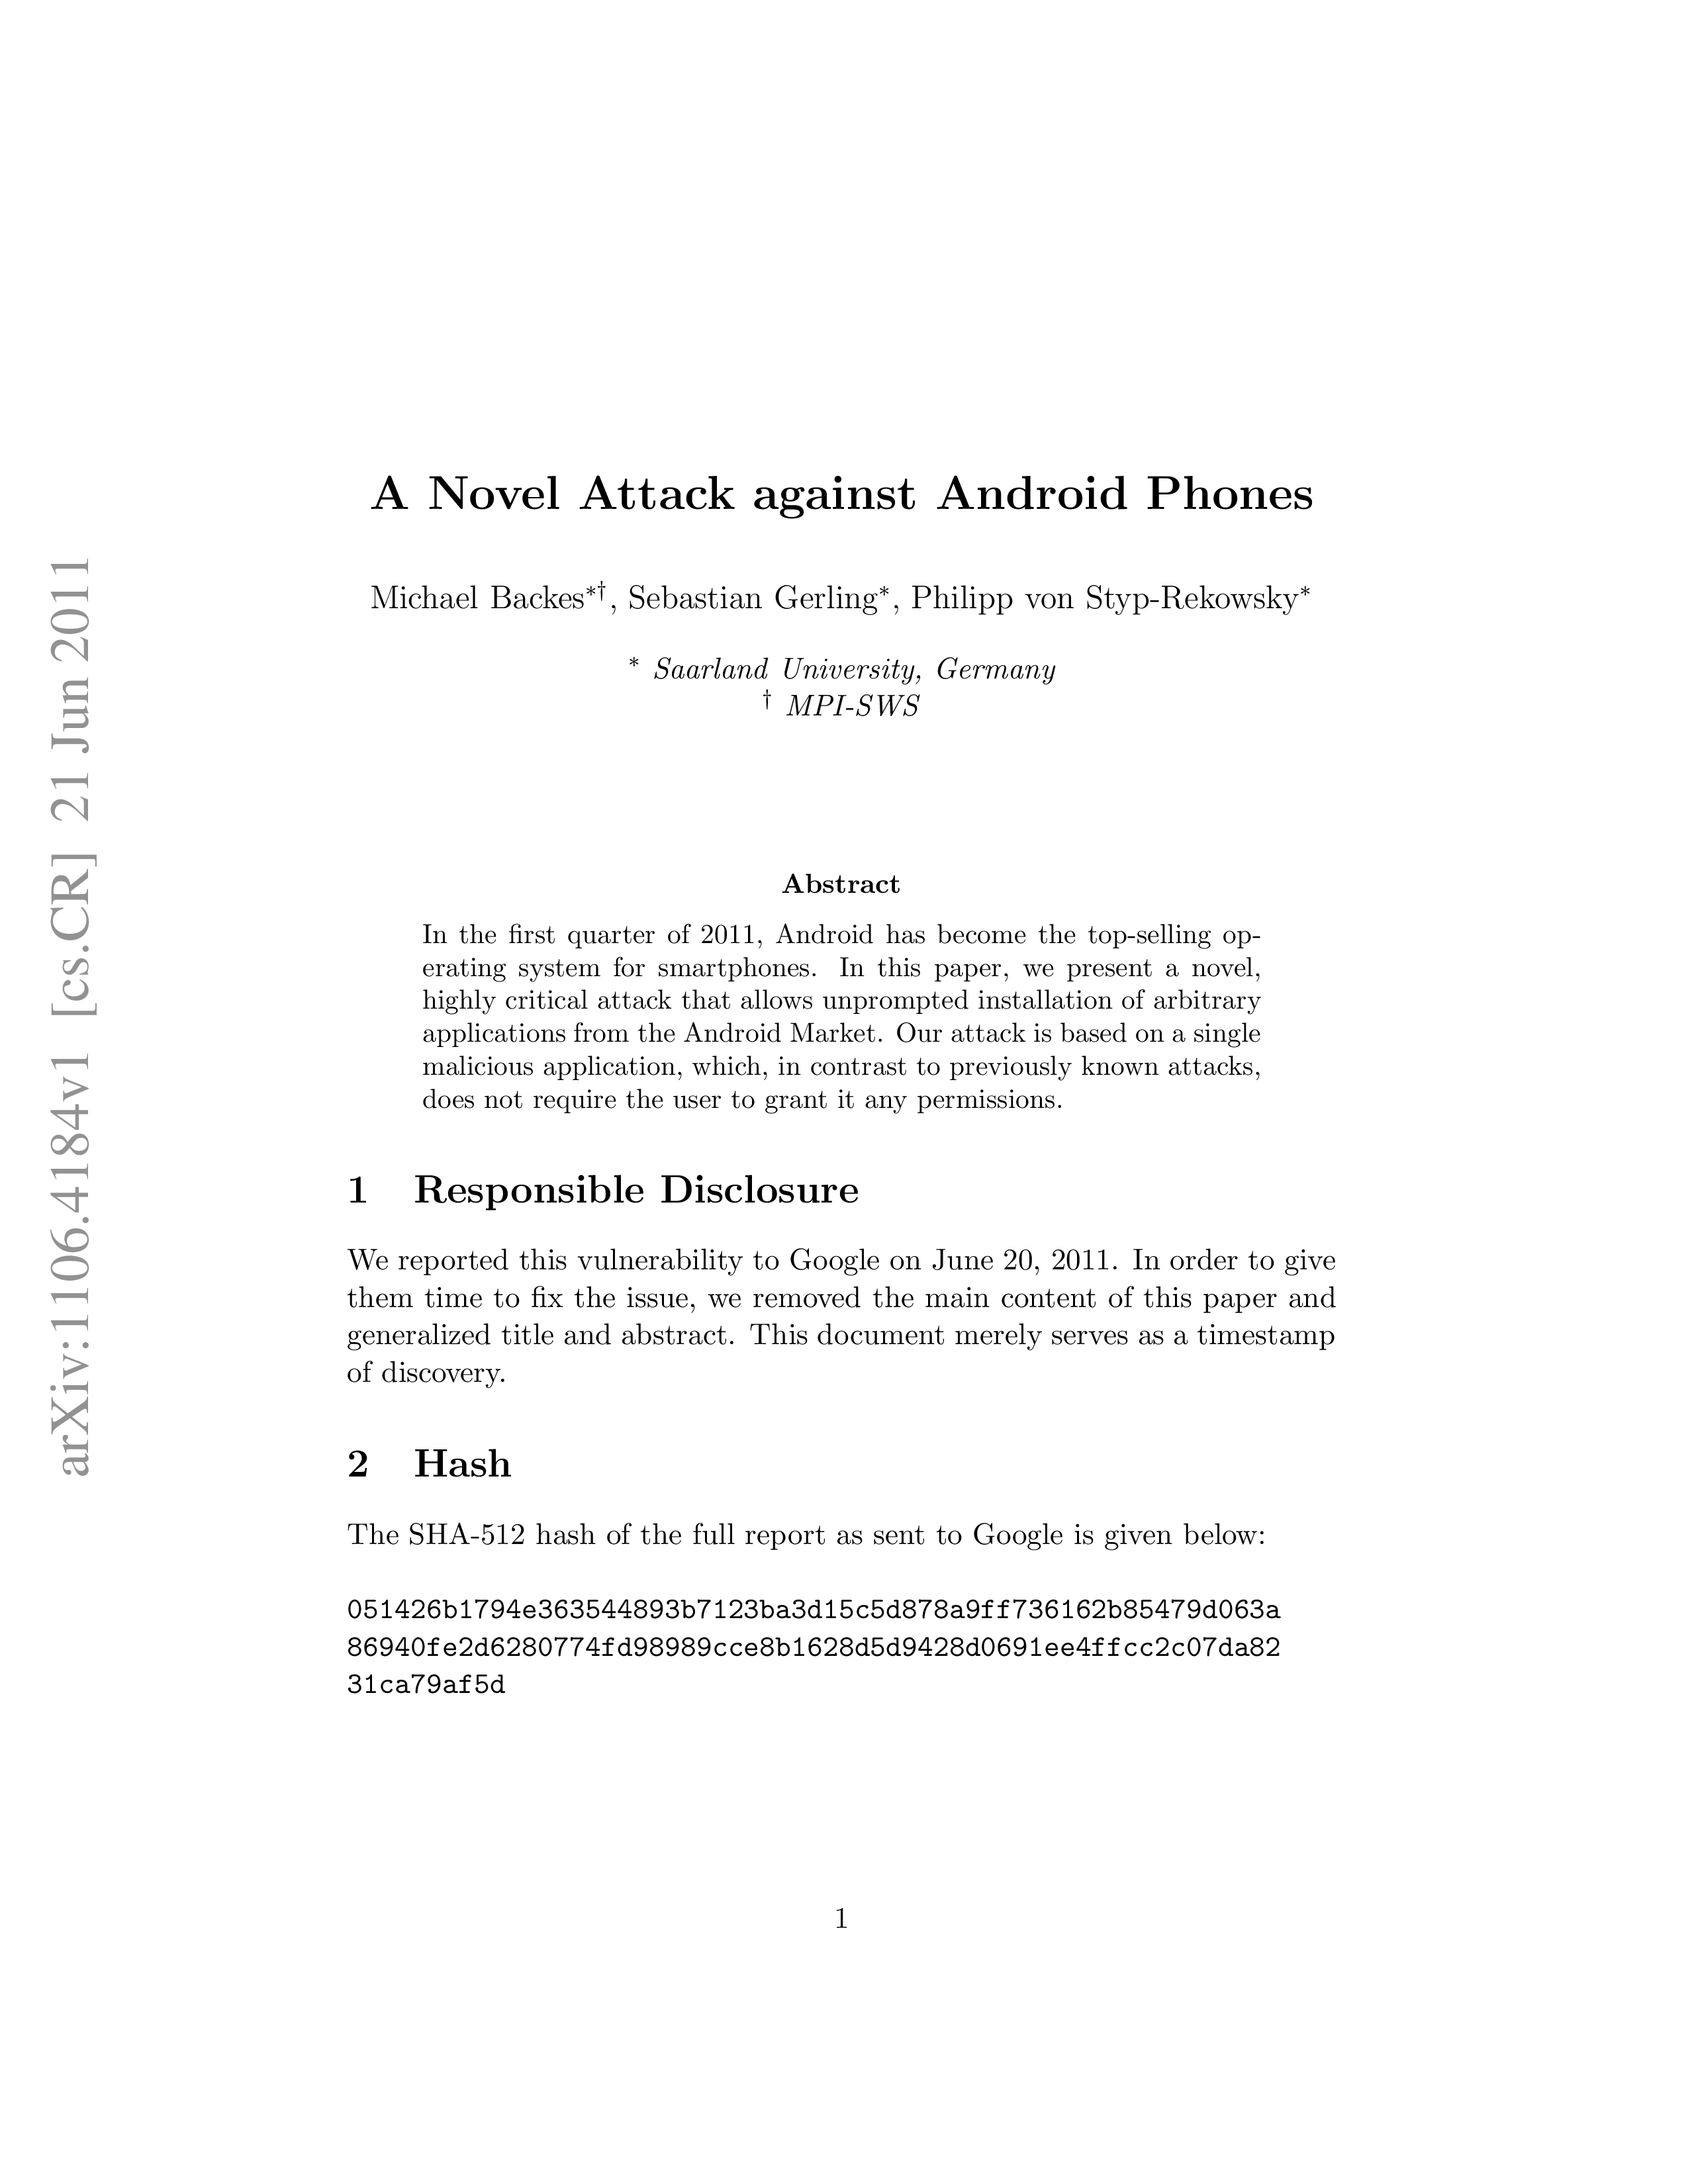 A Novel Attack against Android Phones
Michael Backes*†, Sebastian Gerling*, Philipp von Styp-Rekowsky*
* Saarland University, Germany
† MPI-SWS
Abstract
In the first quarter of 2011, Android has become the top-selling op-
erating system for smartphones. In this paper, we present a novel,
highly critical attack that allows unprompted installation of arbitrary
applications from the Android Market. Our attack is based on a single
malicious application, which, in contrast to previously known attacks,
does not require the user to grant it any permissions.
1 Responsible Disclosure
We reported this vulnerability to Google on June 20, 2011. In order to give
them time to fix the issue, we removed the main content of this paper and
generalized title and abstract. This document merely serves as a timestamp
of discovery.
2 Hash
The SHA-512 hash of the full report as sent to Google is given below:
051426b1794e363544893b7123ba3d15c5d878a9ff736162b85479d063a
86940fe2d6280774fd98989cce8b1628d5d9428d0691ee4ffcc2c07da82
31ca79af5d
1
arXiv:1106.4184v1 [cs.CR] 21 Jun 2011